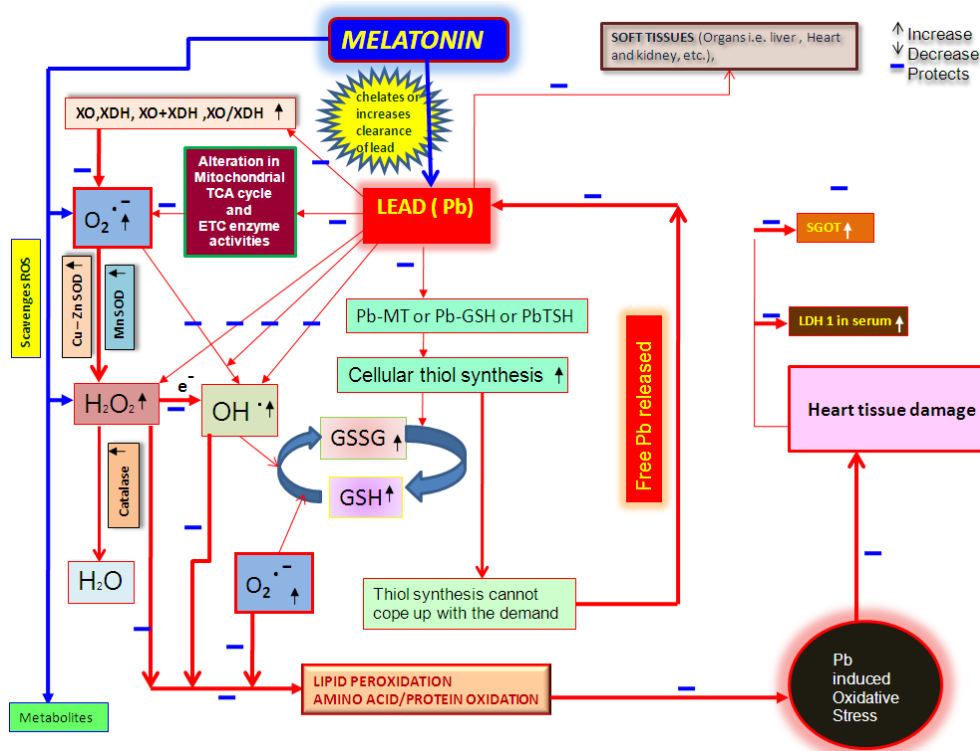 MELATONIN
SOFT TISSUES (Organs i.e. liver , Heart
and kidney, etc.),
Increase
Decrease
Protects
chelates or
increases
clearance
of lead
XO,XDH, XO+XDH ,XO/XDH ↑
Alteration in
Mitochondrial
TCA cycle
and
ETC enzyme
activities
LEAD ( Pb)
O₂˙⁻ ↑
SGOT ↑
Scavenges ROS
Cu – Zn SOD ↑
Mn SOD ↑
Pb-MT or Pb-GSH or PbTSH
LDH 1 in serum ↑
Cellular thiol synthesis ↑
Free Pb released
H₂O₂ ↑
e⁻
OH ˙ ↑
Heart tissue damage
GSSG ↑
Catalase ↑
GSH ↑
H₂O
O₂˙⁻ ↑
Thiol synthesis cannot
cope up with the demand
LIPID PEROXIDATION
AMINO ACID/PROTEIN OXIDATION
Pb
induced
Oxidative
Stress
Metabolites